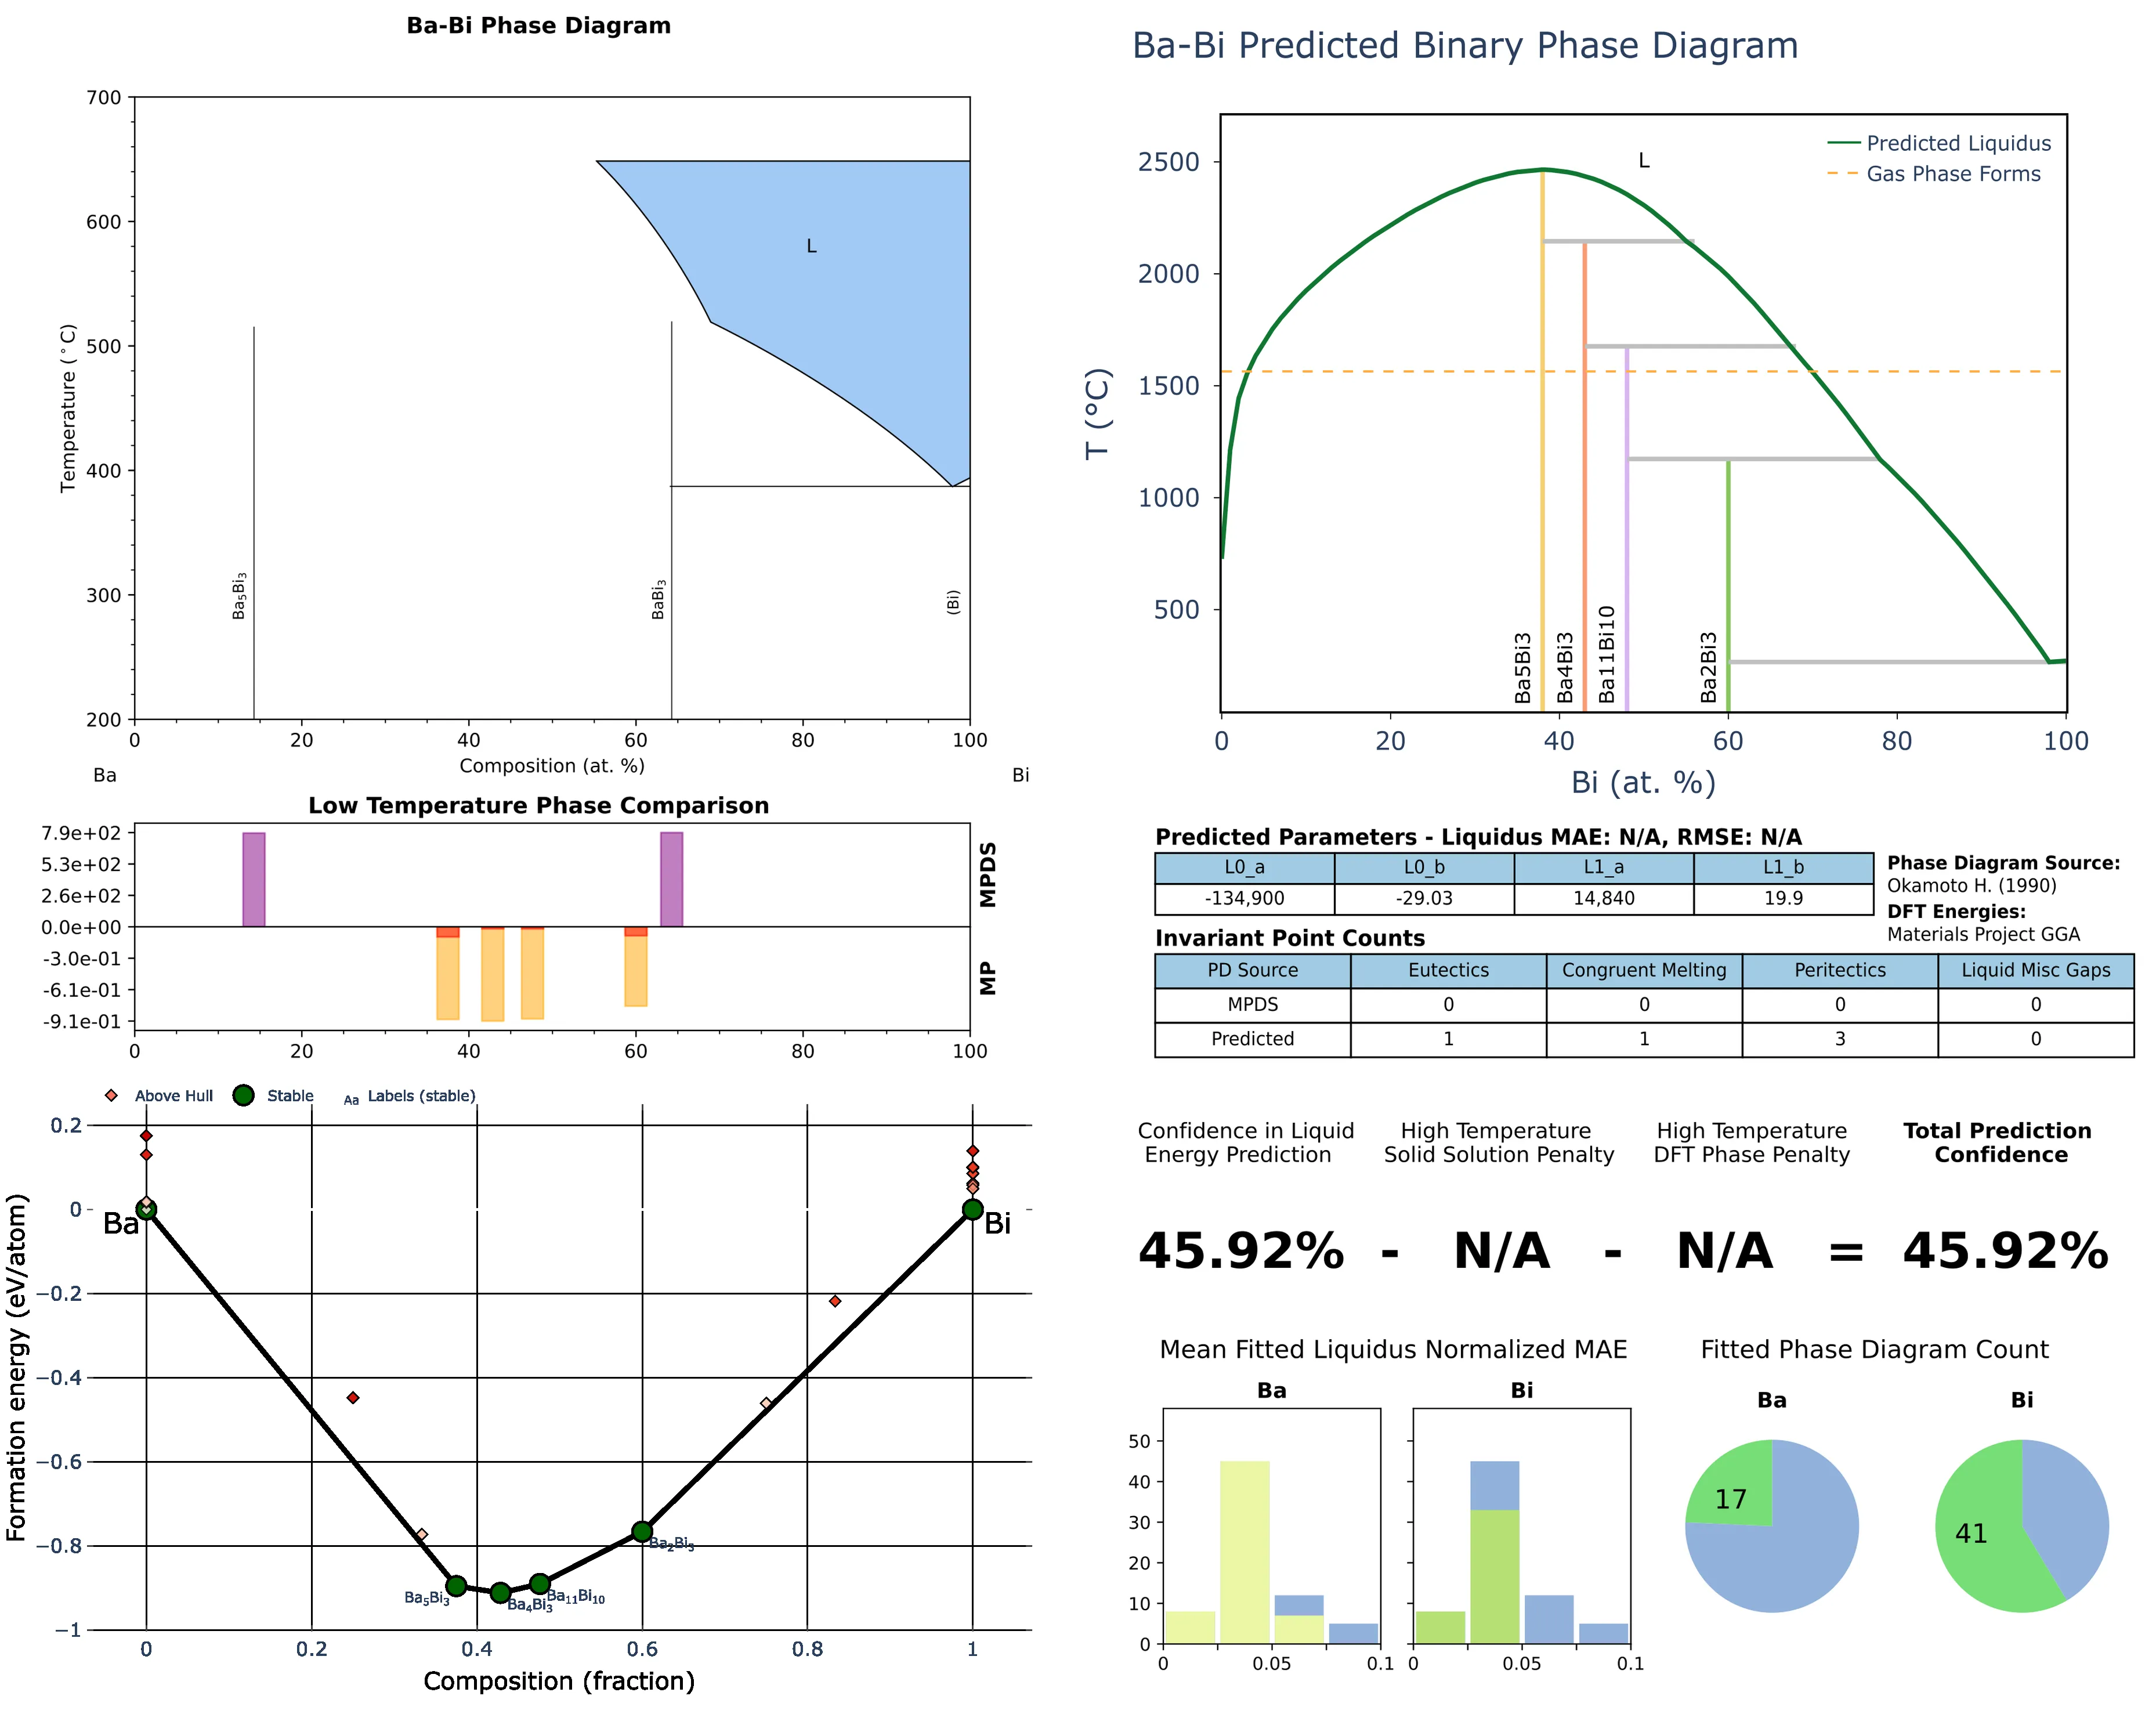 Ba-Bi Phase Diagram
700
600
500
400
300
200
Temperature (°C)
L
Ba₅Bi₃
BaBi₃
(Bi)
0 20 40 60 80 100
Composition (at. %)
Ba Bi
Low Temperature Phase Comparison
7.9e+02
5.3e+02
2.6e+02
0.0e+00
-3.0e-01
-6.1e-01
-9.1e-01
MPDS
MP
0 20 40 60 80 100
Above Hull Stable Aa Labels (stable)
0.2
0
−0.2
−0.4
−0.6
−0.8
−1
Formation energy (eV/atom)
Ba Bi
Ba₅Bi₃
Ba₄Bi₃
Ba₁₁Bi₁₀
Ba₂Bi₃
0 0.2 0.4 0.6 0.8 1
Composition (fraction)
Ba-Bi Predicted Binary Phase Diagram
2500
2000
1500
1000
500
T (°C)
L
Predicted Liquidus
Gas Phase Forms
Ba5Bi3
Ba4Bi3
Ba11Bi10
Ba2Bi3
0 20 40 60 80 100
Bi (at. %)
Predicted Parameters - Liquidus MAE: N/A, RMSE: N/A
L0_a L0_b L1_a L1_b
-134,900 -29.03 14,840 19.9
Phase Diagram Source:
Okamoto H. (1990)
DFT Energies:
Materials Project GGA
Invariant Point Counts
PD Source Eutectics Congruent Melting Peritectics Liquid Misc Gaps
MPDS 0 0 0 0
Predicted 1 1 3 0
Confidence in Liquid
Energy Prediction
High Temperature
Solid Solution Penalty
High Temperature
DFT Phase Penalty
Total Prediction
Confidence
45.92% - N/A - N/A = 45.92%
Mean Fitted Liquidus Normalized MAE
Ba Bi
50
40
30
20
10
0
0 0.05 0.1
0 0.05 0.1
Fitted Phase Diagram Count
Ba Bi
17
41